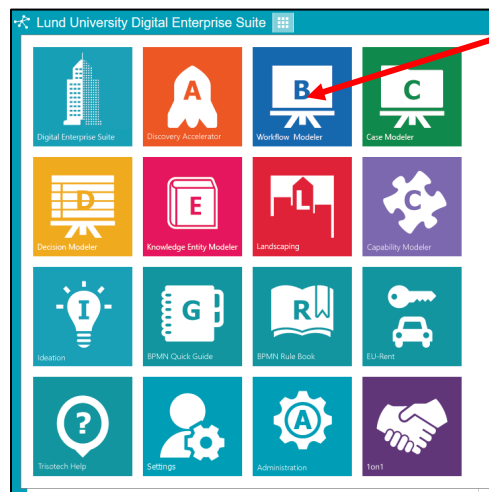 Lund University Digital Enterprise Suite
Digital Enterprise Suite
A
Discovery Accelerator
B
Workflow Modeler
C
Case Modeler
D
Decision Modeler
E
Knowledge Entity Modeler
L
Landscaping
C
Capability Modeler
I
Ideation
G
BPMN Quick Guide
R
BPMN Rule Book
EU-Rent
?
Trisotech Help
Settings
A
Administration
1on1